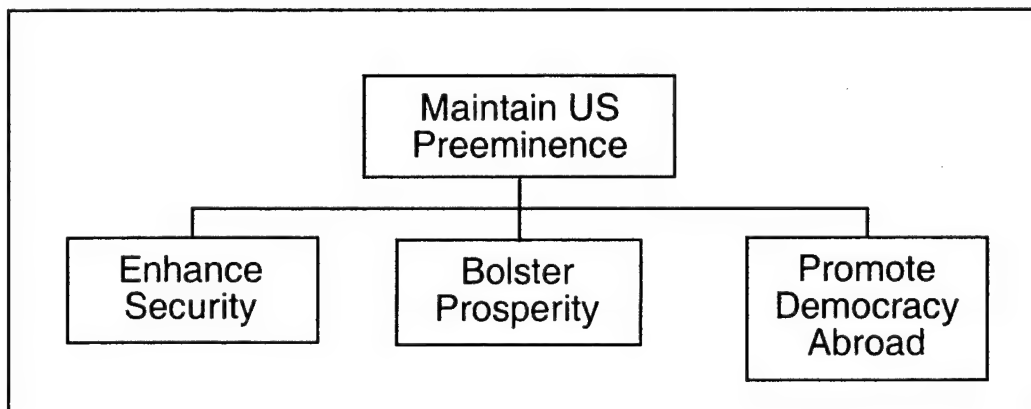 Maintain US
Preeminence
Enhance
Security
Bolster
Prosperity
Promote
Democracy
Abroad